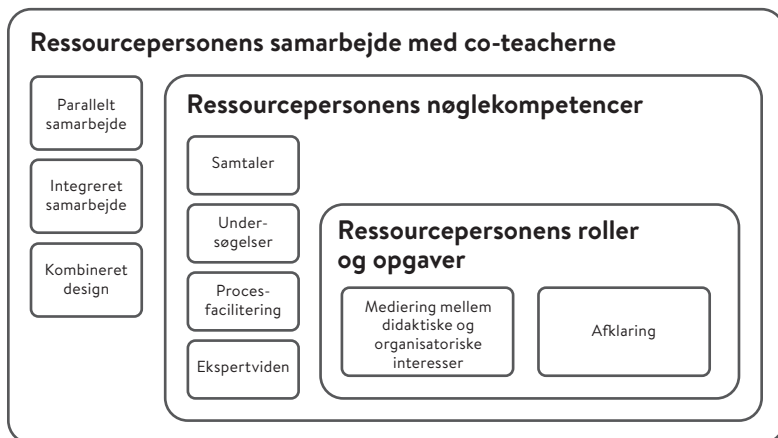 Ressourcepersonens samarbejde med co-teacherne
Parallelt
samarbejde
Integreret
samarbejde
Kombineret
design
Ressourcepersonens nøglekompetencer
Samtaler
Under-
søgelser
Proces-
facilitering
Ekspertviden
Ressourcepersonens roller
og opgaver
Mediering mellem
didaktiske og
organisatoriske
interesser
Afklaring